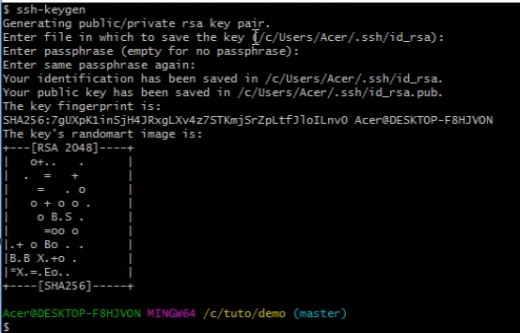 $ ssh-keygen
Generating public/private rsa key pair.
Enter file in which to save the key (/c/Users/Acer/.ssh/id_rsa):
Enter passphrase (empty for no passphrase):
Enter same passphrase again:
Your identification has been saved in /c/Users/Acer/.ssh/id_rsa.
Your public key has been saved in /c/Users/Acer/.ssh/id_rsa.pub.
The key fingerprint is:
SHA256:7gUXpK1inSjH4JRxgLXv4z7STKmjSrZpLtfJloILnvO Acer@DESKTOP-F8HJVON
The key's randomart image is:
+---[RSA 2048]----+
|    o+..   .     |
|  .  =   +       |
|     =   . o     |
|    o + o o .    |
|     o B.S .     |
|      =oo o      |
|.+ o Bo . .      |
|B.B X.+o .       |
|*X.=.Eo..        |
+----[SHA256]-----+
Acer@DESKTOP-F8HJVON MINGW64 /c/tuto/demo (master)
$